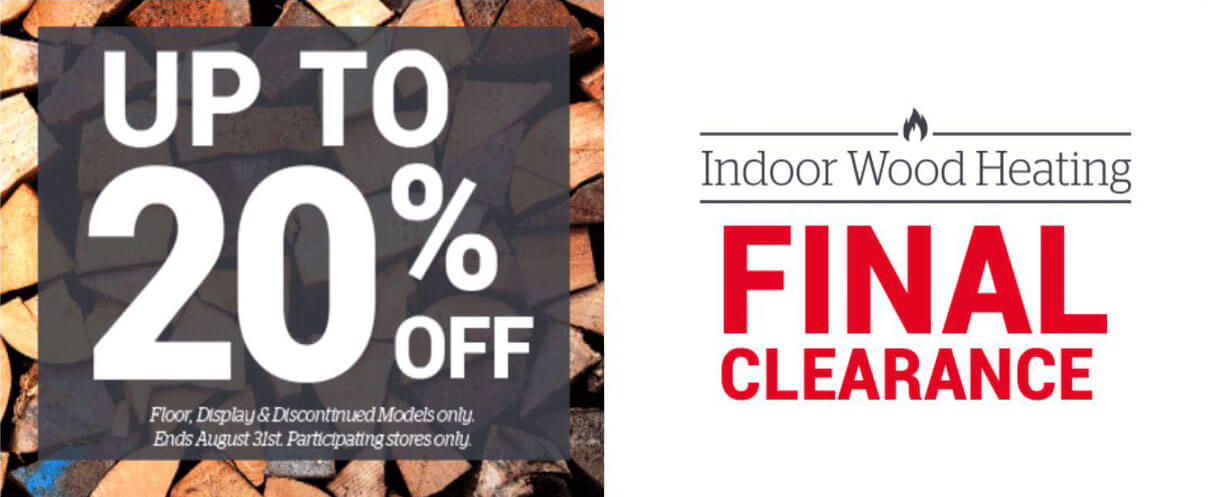 UP TO
20%
OFF
Floor, Display & Discontinued Models only.
Ends August 31st. Participating stores only.
Indoor Wood Heating
FINAL
CLEARANCE